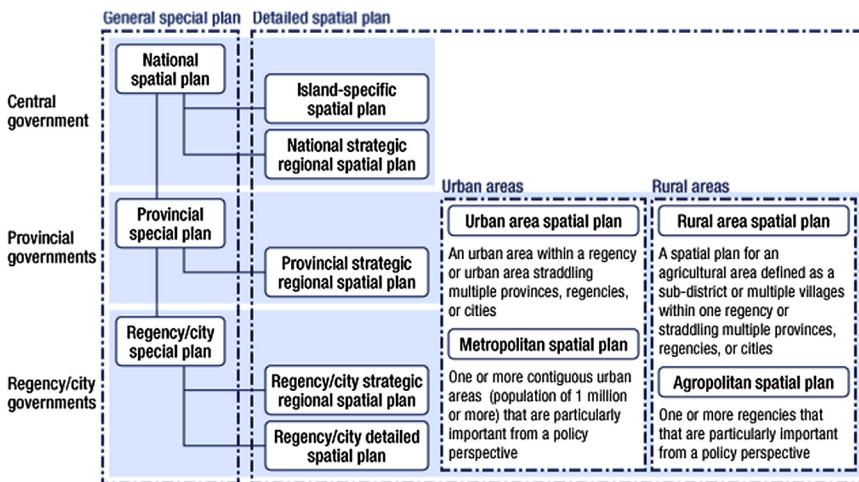 General special plan
Detailed spatial plan
Central
government
National
spatial plan
Island-specific
spatial plan
National strategic
regional spatial plan
Provincial
governments
Provincial
special plan
Provincial strategic
regional spatial plan
Regency/city
governments
Regency/city
special plan
Regency/city strategic
regional spatial plan
Regency/city detailed
spatial plan
Urban areas
Urban area spatial plan
An urban area within a regency
or urban area straddling
multiple provinces, regencies,
or cities
Metropolitan spatial plan
One or more contiguous urban
areas (population of 1 million
or more) that are particularly
important from a policy
perspective
Rural areas
Rural area spatial plan
A spatial plan for an
agricultural area defined as a
sub-district or multiple villages
within one regency or
straddling multiple provinces,
regencies, or cities
Agropolitan spatial plan
One or more regencies that
that are particularly important
from a policy perspective